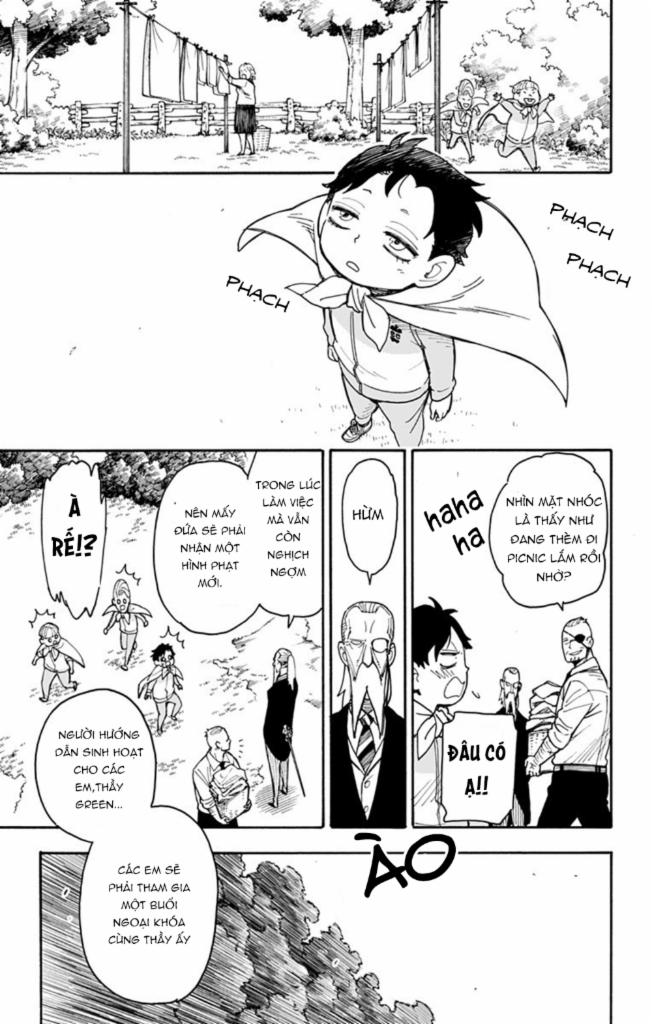 PHẠCH
PHẠCH
PHẠCH
NHÌN MẶT NHÓC
LÀ THẤY NHƯ
ĐANG THÈM ĐI
PICNIC LẮM RỒI
NHỜ?
haha
ha
ĐÂU CÓ
Ạ!!
HỪM
TRONG LÚC
LÀM VIỆC
MÀ VẪN
CÒN
NGHỊCH
NGỢM
NÊN MẤY
ĐỨA SẼ PHẢI
NHẬN MỘT
HÌNH PHẠT
MỚI.
À
RẾ!?
NGƯỜI HƯỚNG
DẪN SINH HOẠT
CHO CÁC
EM,THẦY
GREEN...
CÁC EM SẼ
PHẢI THAM GIA
MỘT BUỔI
NGOẠI KHÓA
CÙNG THẦY ẤY
ÀO